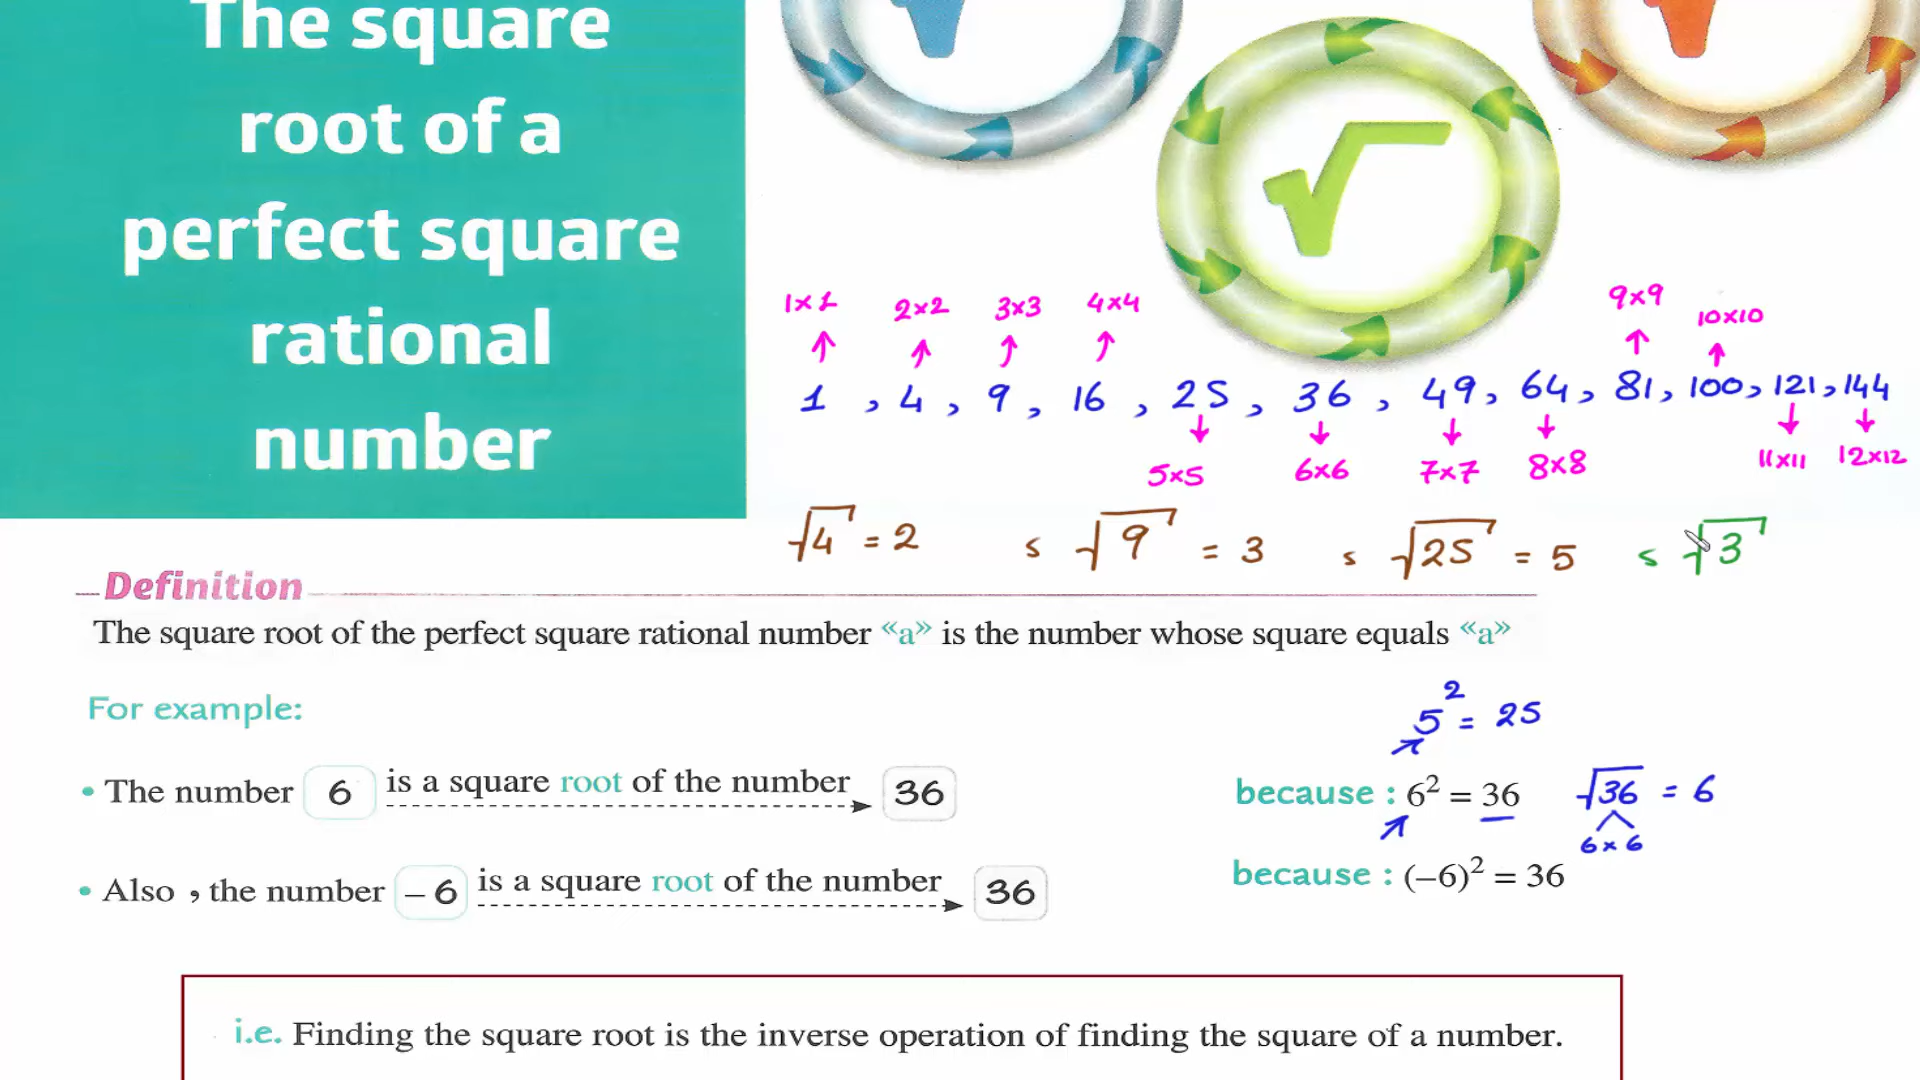 The square
root of a
perfect square
rational
number
1×1 2×2 3×3 4×4 9×9 10×10
1 , 4 , 9 , 16 , 25 , 36 , 49 , 64 , 81 , 100 , 121 , 144
5×5 6×6 7×7 8×8 11×11 12×12
√4 = 2 , √9 = 3 , √25 = 5 , √3
Definition
The square root of the perfect square rational number «a» is the number whose square equals «a»
For example:
5² = 25
• The number 6 is a square root of the number 36 because : 6² = 36 √36 = 6
6×6
• Also , the number – 6 is a square root of the number 36 because : (–6)² = 36
i.e. Finding the square root is the inverse operation of finding the square of a number.